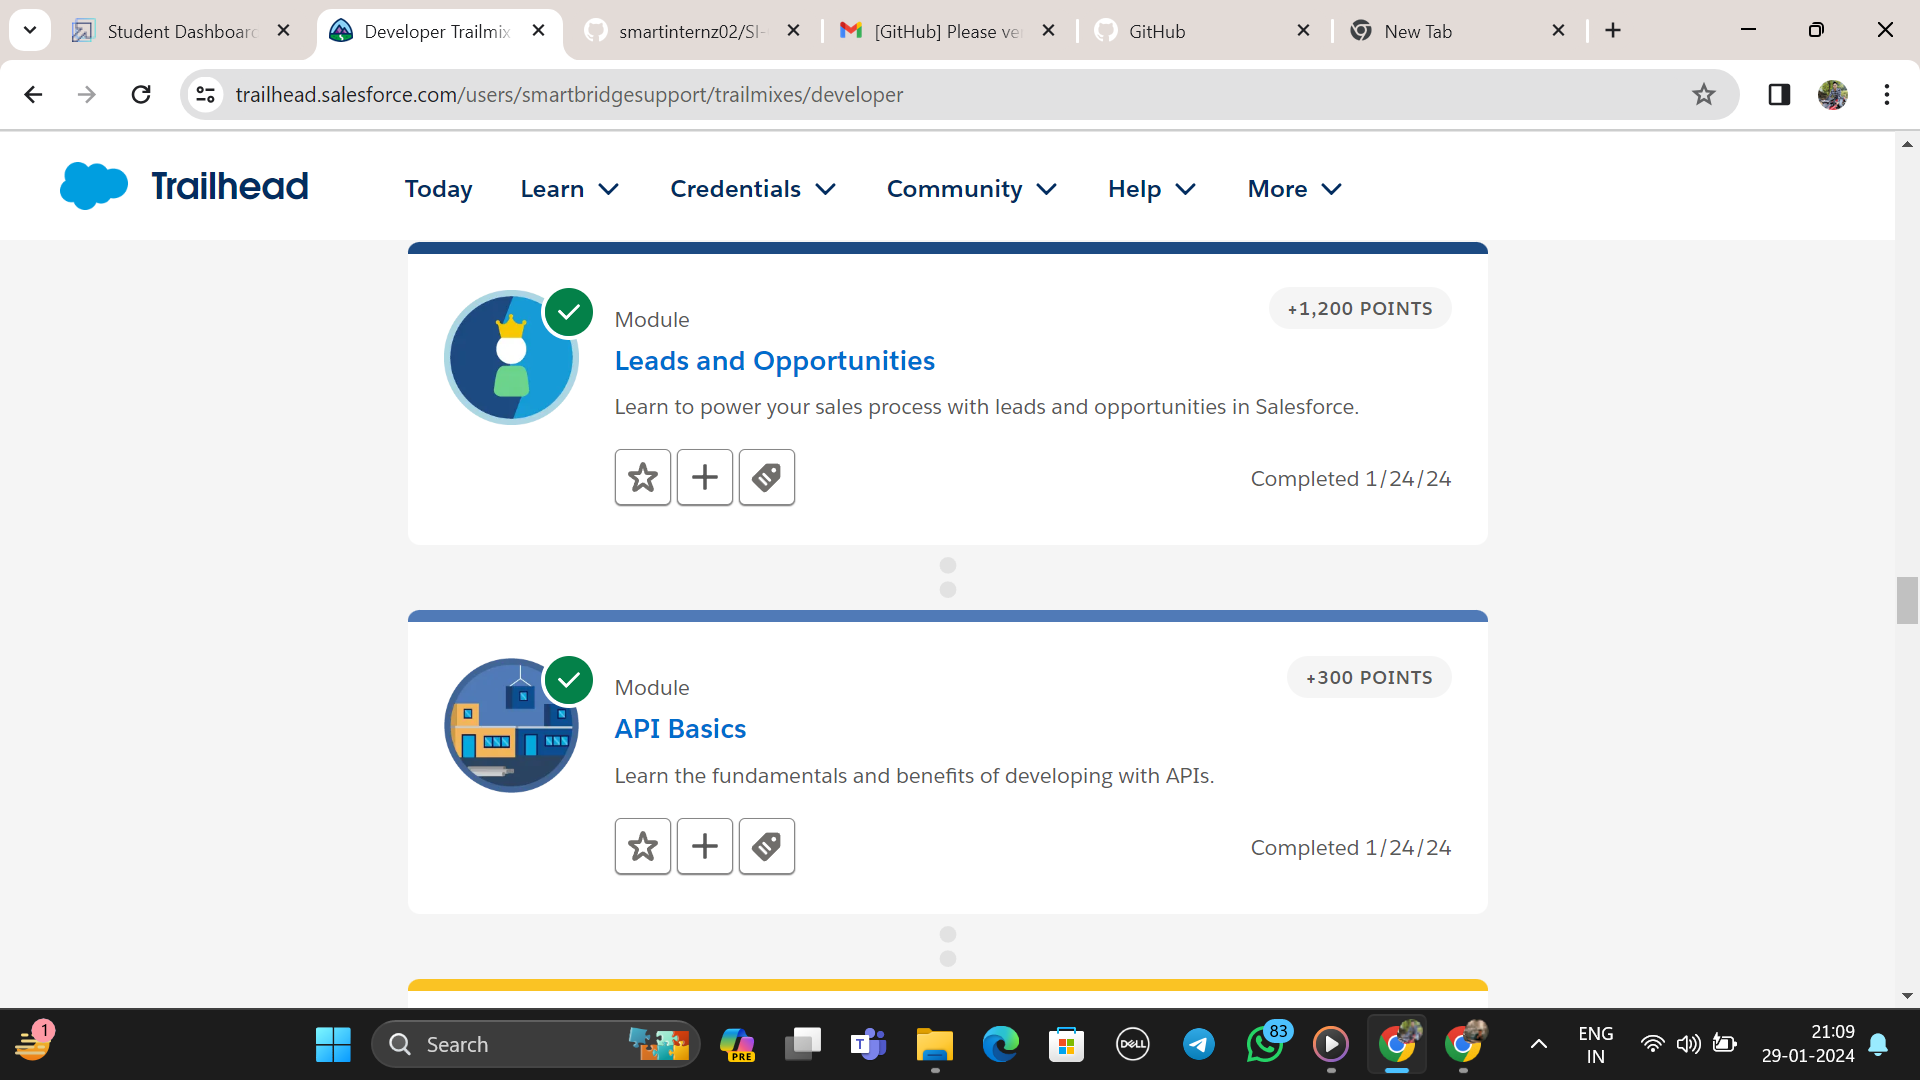 Student Dashboard
Developer Trailmix
smartinternz02/SI-
[GitHub] Please ve
GitHub
New Tab
trailhead.salesforce.com/users/smartbridgesupport/trailmixes/developer
Trailhead
Today
Learn
Credentials
Community
Help
More
+1,200 POINTS
Module
Leads and Opportunities
Learn to power your sales process with leads and opportunities in Salesforce.
Completed 1/24/24
+300 POINTS
Module
API Basics
Learn the fundamentals and benefits of developing with APIs.
Completed 1/24/24
1
Search
PRE
T
DELL
83
ENG
IN
21:09
29-01-2024